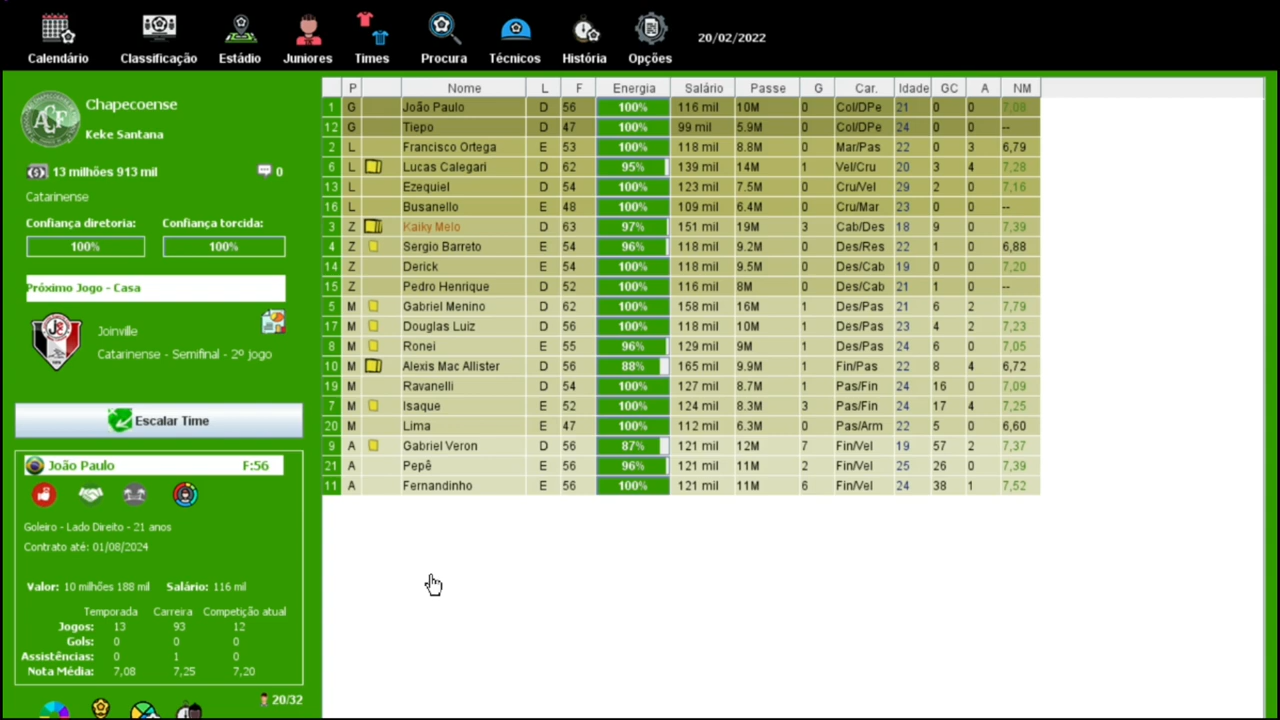 Calendário Classificação Estádio Juniores Times Procura Técnicos História Opções 20/02/2022
Chapecoense
Keke Santana
13 milhões 913 mil 0
Catarinense
Confiança diretoria: Confiança torcida:
100% 100%
Próximo Jogo - Casa
Joinville
Catarinense - Semifinal - 2º jogo
Escalar Time
João Paulo F:56
Goleiro - Lado Direito - 21 anos
Contrato até: 01/08/2024
Valor: 10 milhões 188 mil Salário: 116 mil
Temporada Carreira Competição atual
Jogos: 13 93 12
Gols: 0 0 0
Assistências: 0 1 0
Nota Média: 7,08 7,25 7,20
20/32
P Nome L F Energia Salário Passe G Car. Idade GC A NM
1 G João Paulo D 56 100% 116 mil 10M 0 Col/DPe 21 0 0 7,08
12 G Tiepo D 47 100% 99 mil 5.9M 0 Col/DPe 24 0 0 --
2 L Francisco Ortega E 53 100% 118 mil 8.8M 0 Mar/Pas 22 0 3 6,79
6 L Lucas Calegari D 62 95% 139 mil 14M 1 Vel/Cru 20 3 4 7,28
13 L Ezequiel D 54 100% 123 mil 7.5M 0 Cru/Vel 29 2 0 7,16
16 L Busanello E 48 100% 109 mil 6.4M 0 Cru/Mar 23 0 0 --
3 Z Kaiky Melo D 63 97% 151 mil 19M 3 Cab/Des 18 9 0 7,39
4 Z Sergio Barreto E 54 96% 118 mil 9.2M 0 Des/Res 22 1 0 6,88
14 Z Derick E 54 100% 118 mil 9.5M 0 Des/Cab 19 0 0 7,20
15 Z Pedro Henrique D 52 100% 116 mil 8M 0 Des/Cab 21 1 0 --
5 M Gabriel Menino D 62 100% 158 mil 16M 1 Des/Pas 21 6 2 7,79
17 M Douglas Luiz D 56 100% 118 mil 10M 1 Des/Pas 23 4 2 7,23
8 M Ronei E 55 96% 129 mil 9M 1 Des/Pas 24 6 0 7,05
10 M Alexis Mac Allister D 56 88% 165 mil 9.9M 1 Fin/Pas 22 8 4 6,72
19 M Ravanelli D 54 100% 127 mil 8.7M 1 Pas/Fin 24 16 0 7,09
7 M Isaque E 52 100% 124 mil 8.3M 3 Pas/Fin 24 17 4 7,25
20 M Lima E 47 100% 112 mil 6.3M 0 Pas/Arm 22 5 0 6,60
9 A Gabriel Veron D 56 87% 121 mil 12M 7 Fin/Vel 19 57 2 7,37
21 A Pepê E 56 96% 121 mil 11M 2 Fin/Vel 25 26 0 7,39
11 A Fernandinho E 56 100% 121 mil 11M 6 Fin/Vel 24 38 1 7,52